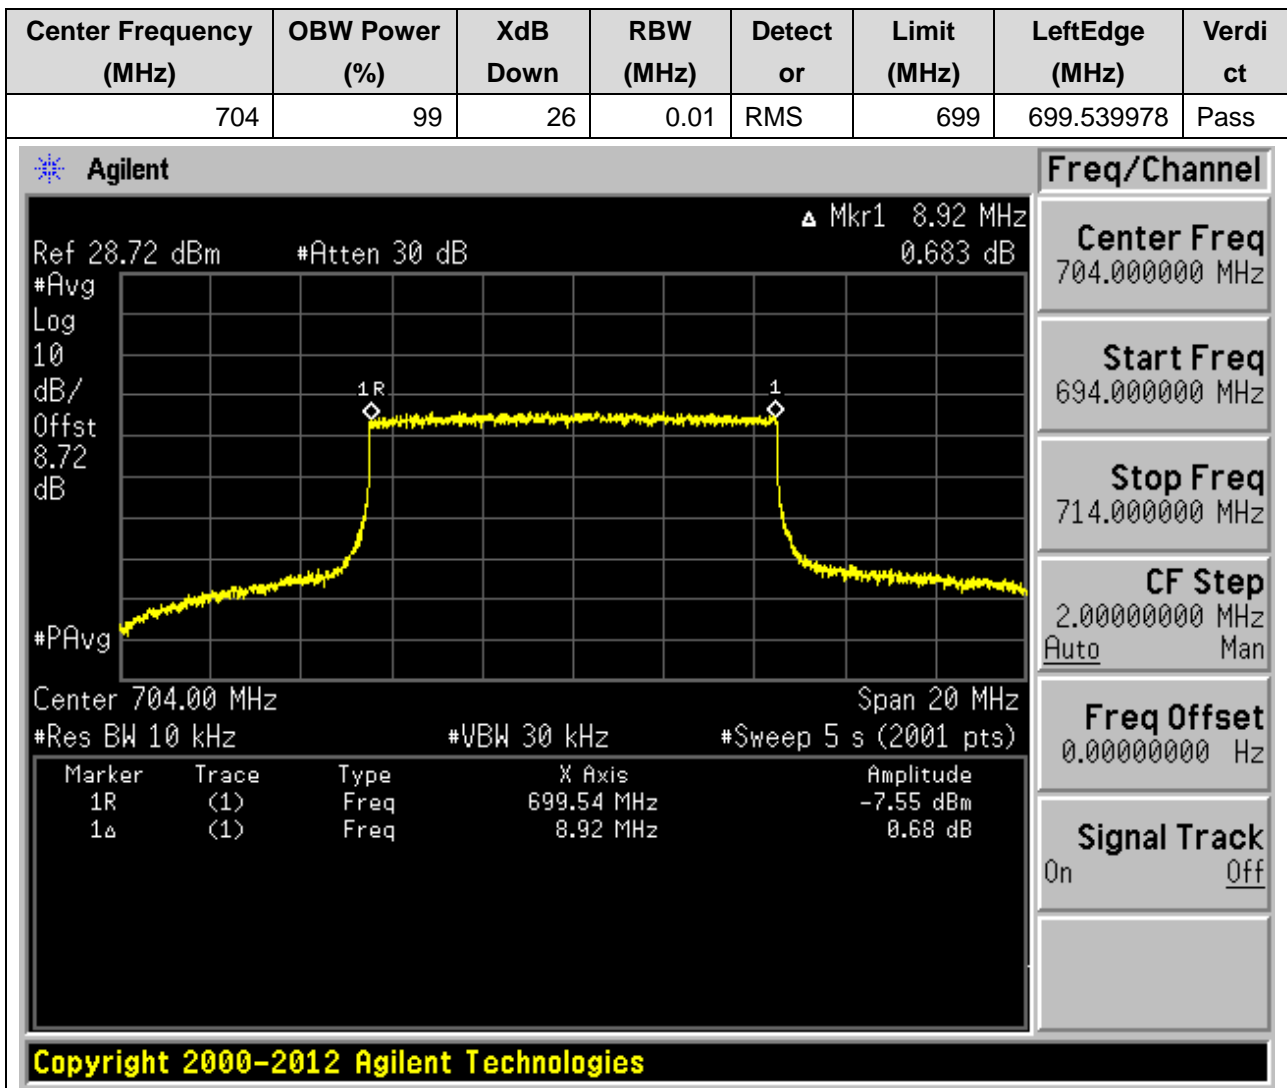 Center Frequency (MHz) OBW Power (%) XdB Down RBW (MHz) Detect or Limit (MHz) LeftEdge (MHz) Verdi ct
704 99 26 0.01 RMS 699 699.539978 Pass
Agilent
Freq/Channel
Δ Mkr1 8.92 MHz
Ref 28.72 dBm #Atten 30 dB 0.683 dB
#Avg
Log
10
dB/
Offst
8.72
dB
#PAvg
1R
1
Center 704.00 MHz Span 20 MHz
#Res BW 10 kHz #VBW 30 kHz #Sweep 5 s (2001 pts)
Marker Trace Type X Axis Amplitude
1R (1) Freq 699.54 MHz -7.55 dBm
1Δ (1) Freq 8.92 MHz 0.68 dB
Center Freq
704.000000 MHz
Start Freq
694.000000 MHz
Stop Freq
714.000000 MHz
CF Step
2.00000000 MHz
Auto Man
Freq Offset
0.00000000 Hz
Signal Track
On Off
Copyright 2000-2012 Agilent Technologies